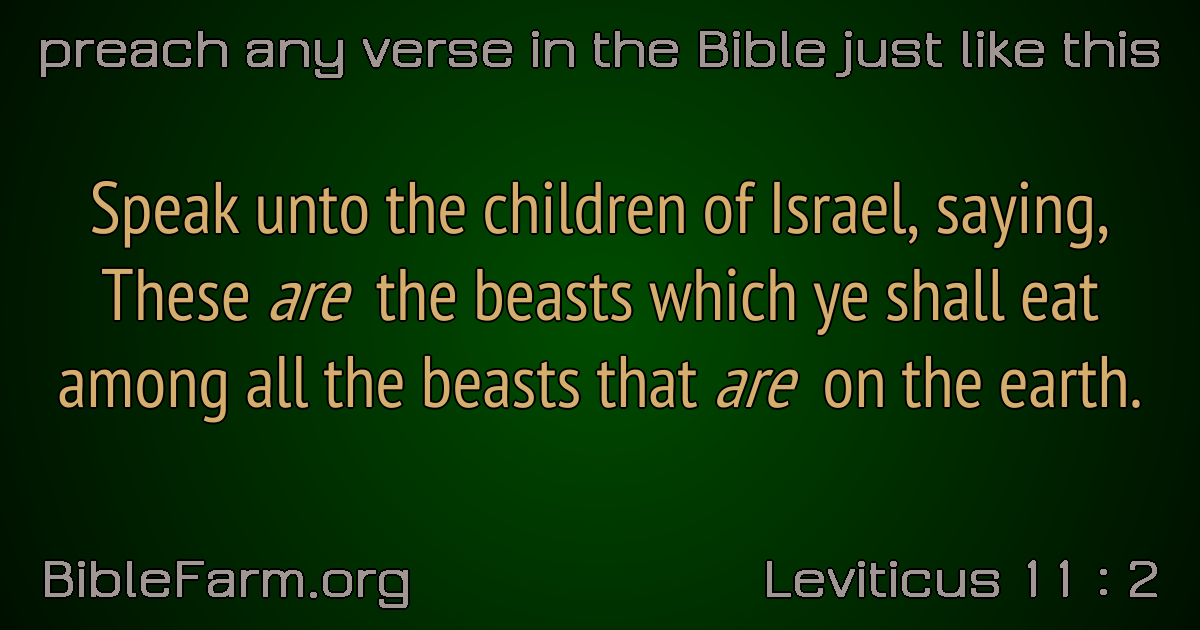 preach any verse in the Bible just like this
Speak unto the children of Israel, saying,
These are the beasts which ye shall eat
among all the beasts that are on the earth.
BibleFarm.org
Leviticus 11 : 2